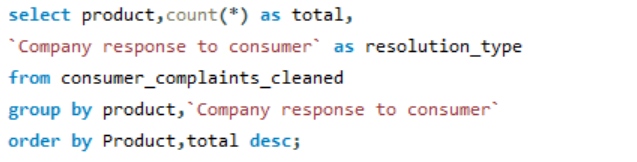 select product,count(*) as total,
`Company response to consumer` as resolution_type
from consumer_complaints_cleaned
group by product,`Company response to consumer`
order by Product,total desc;